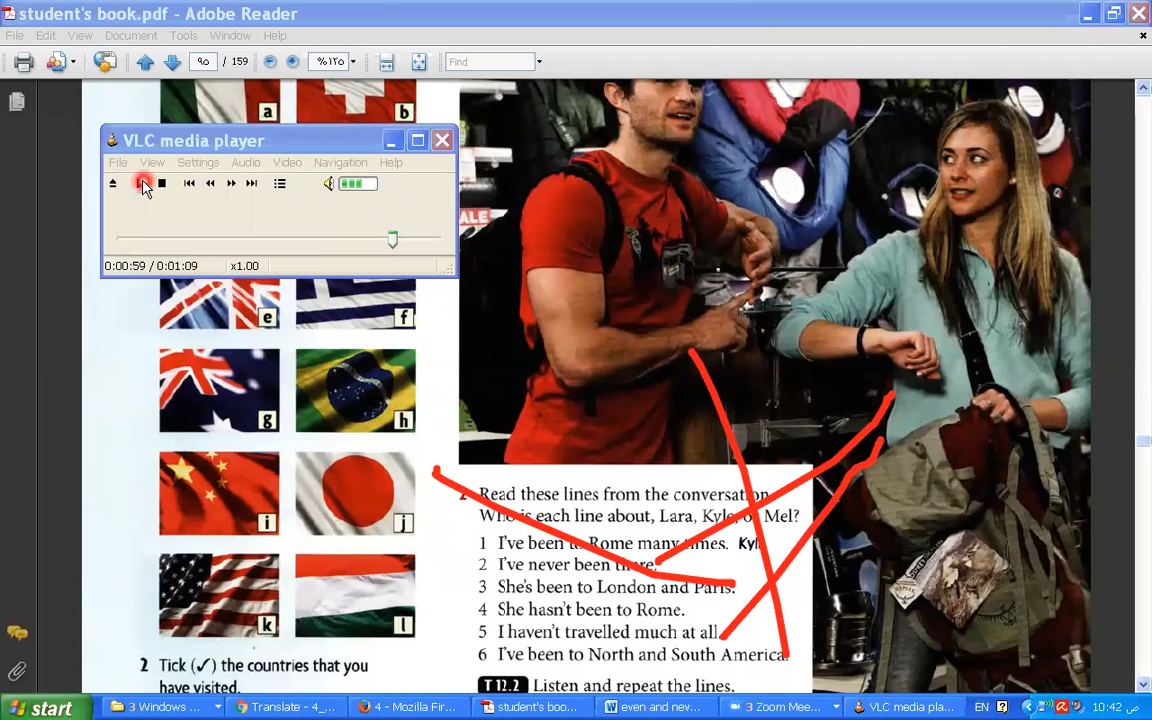 student's book.pdf - Adobe Reader
File Edit View Document Tools Window Help
٩٥ / 159 %١٢٥ Find
a b
VLC media player
File View Settings Audio Video Navigation Help
0:00:59 / 0:01:09 x1.00
SALE
e f
g h
i j
k l
2 Tick (✓) the countries that you
have visited.
Read these lines from the conversation.
Who is each line about, Lara, Kyle, or Mel?
1 I've been to Rome many times. Kyl
2 I've never been there.
3 She's been to London and Paris.
4 She hasn't been to Rome.
5 I haven't travelled much at all.
6 I've been to North and South America.
T 12.2 Listen and repeat the lines.
start 3 Windows ... Translate - 4_... 4 - Mozilla Fir... student's boo... even and nev... 3 Zoom Mee... VLC media pla... EN 10:42 ص